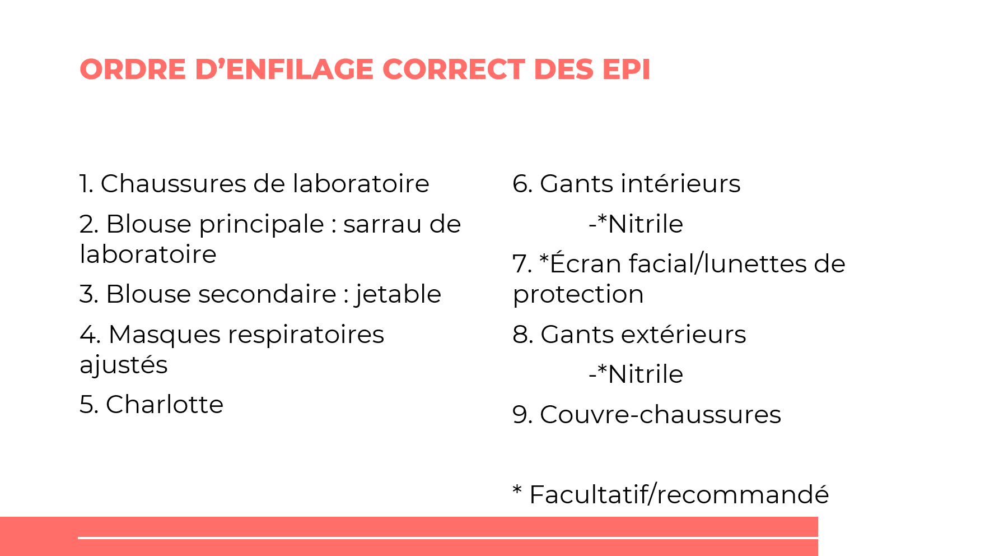 ORDRE D’ENFILAGE CORRECT DES EPI
1. Chaussures de laboratoire
2. Blouse principale : sarrau de
laboratoire
3. Blouse secondaire : jetable
4. Masques respiratoires
ajustés
5. Charlotte
6. Gants intérieurs
-*Nitrile
7. *Écran facial/lunettes de
protection
8. Gants extérieurs
-*Nitrile
9. Couvre-chaussures
* Facultatif/recommandé